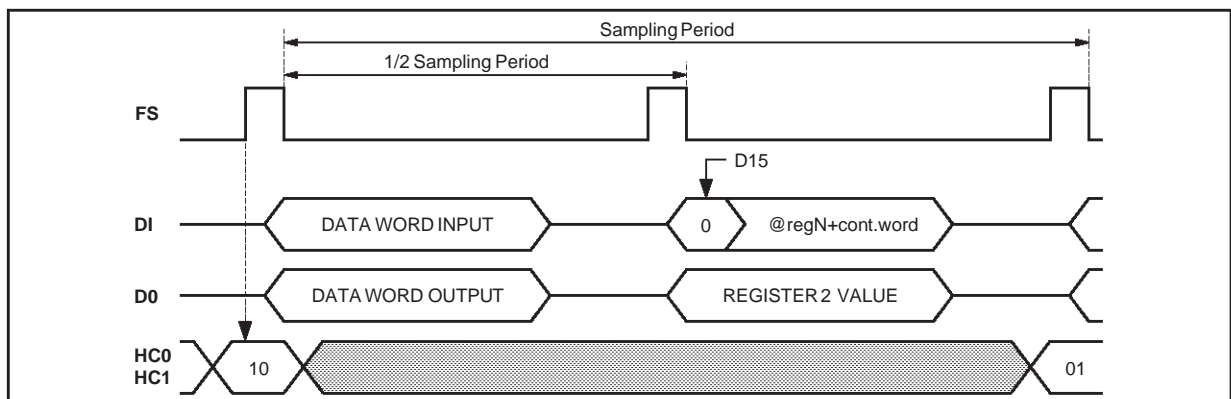 Sampling Period
1/2 Sampling Period
FS
D15
DI
DATA WORD INPUT
0
@regN+cont.word
D0
DATA WORD OUTPUT
REGISTER 2 VALUE
HC0
HC1
10
01